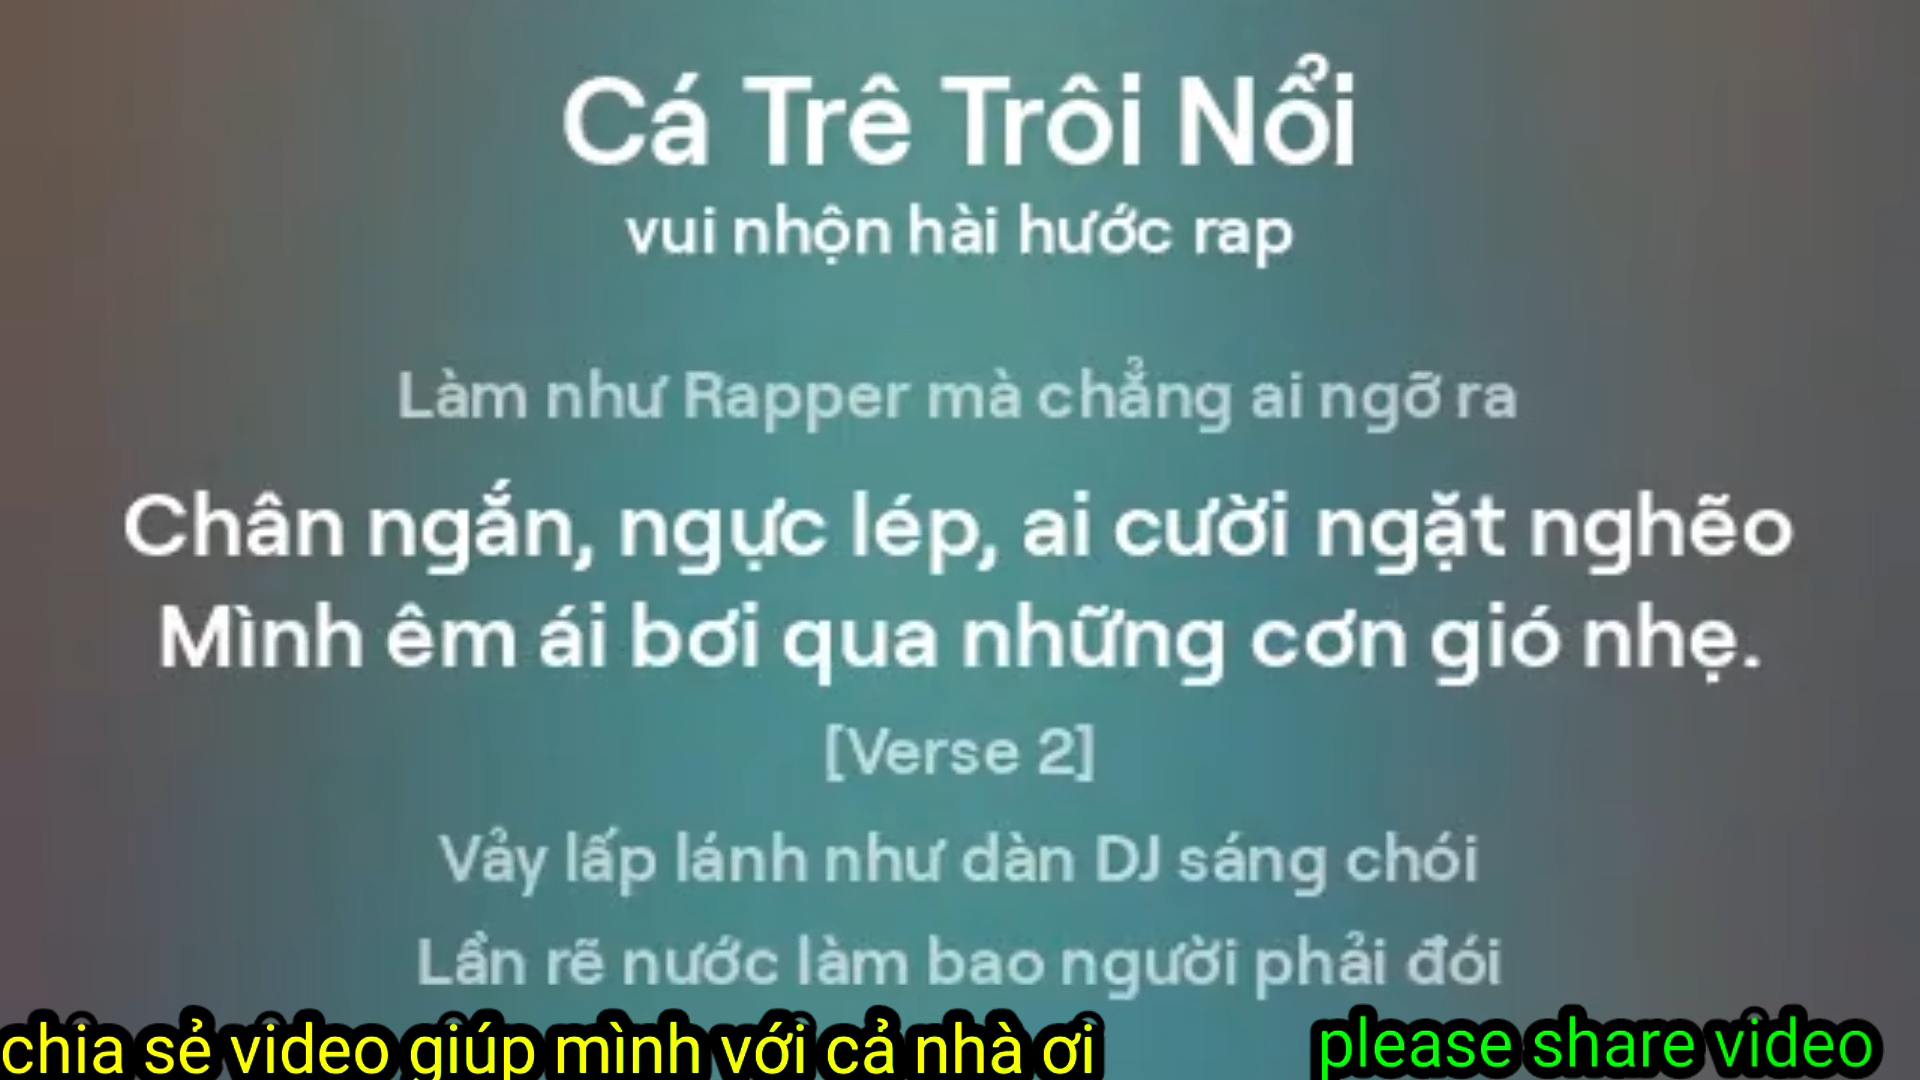 Cá Trê Trôi Nổi
vui nhộn hài hước rap
Làm như Rapper mà chẳng ai ngỡ ra
Chân ngắn, ngực lép, ai cười ngặt nghẽo
Mình êm ái bơi qua những cơn gió nhẹ.
[Verse 2]
Vảy lấp lánh như dàn DJ sáng chói
Lần rẽ nước làm bao người phải đói
chia sẻ video giúp mình với cả nhà ơi
please share video